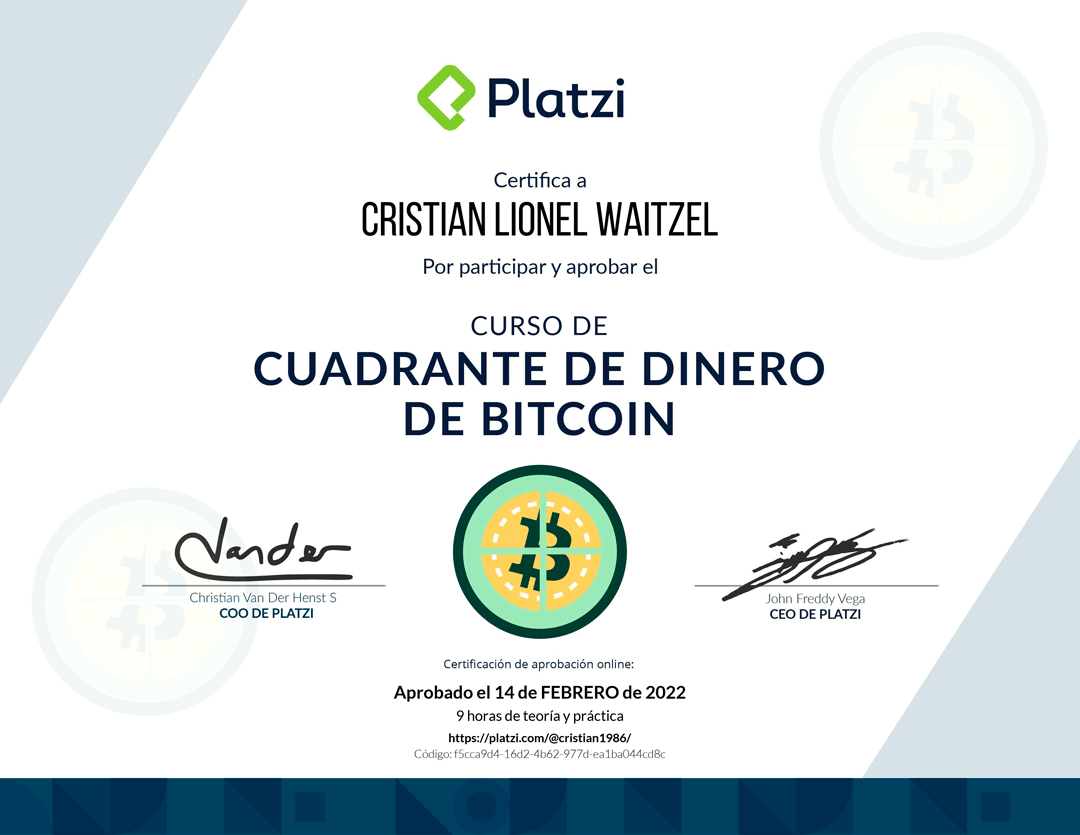 Platzi
Certifica a
CRISTIAN LIONEL WAITZEL
Por participar y aprobar el
CURSO DE
CUADRANTE DE DINERO
DE BITCOIN
Vander
Christian Van Der Henst S
COO DE PLATZI
John Freddy Vega
CEO DE PLATZI
Certificación de aprobación online:
Aprobado el 14 de FEBRERO de 2022
9 horas de teoría y práctica
https://platzi.com/@cristian1986/
Código: f5cca9d4-16d2-4b62-977d-ea1ba044cd8c